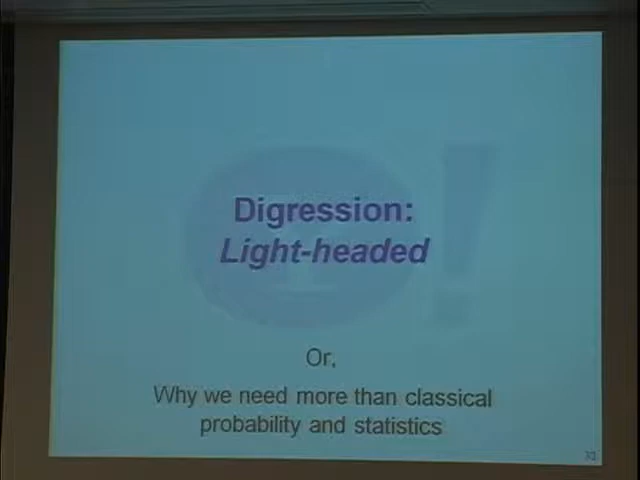 Digression:
Light-headed
Or,
Why we need more than classical
probability and statistics